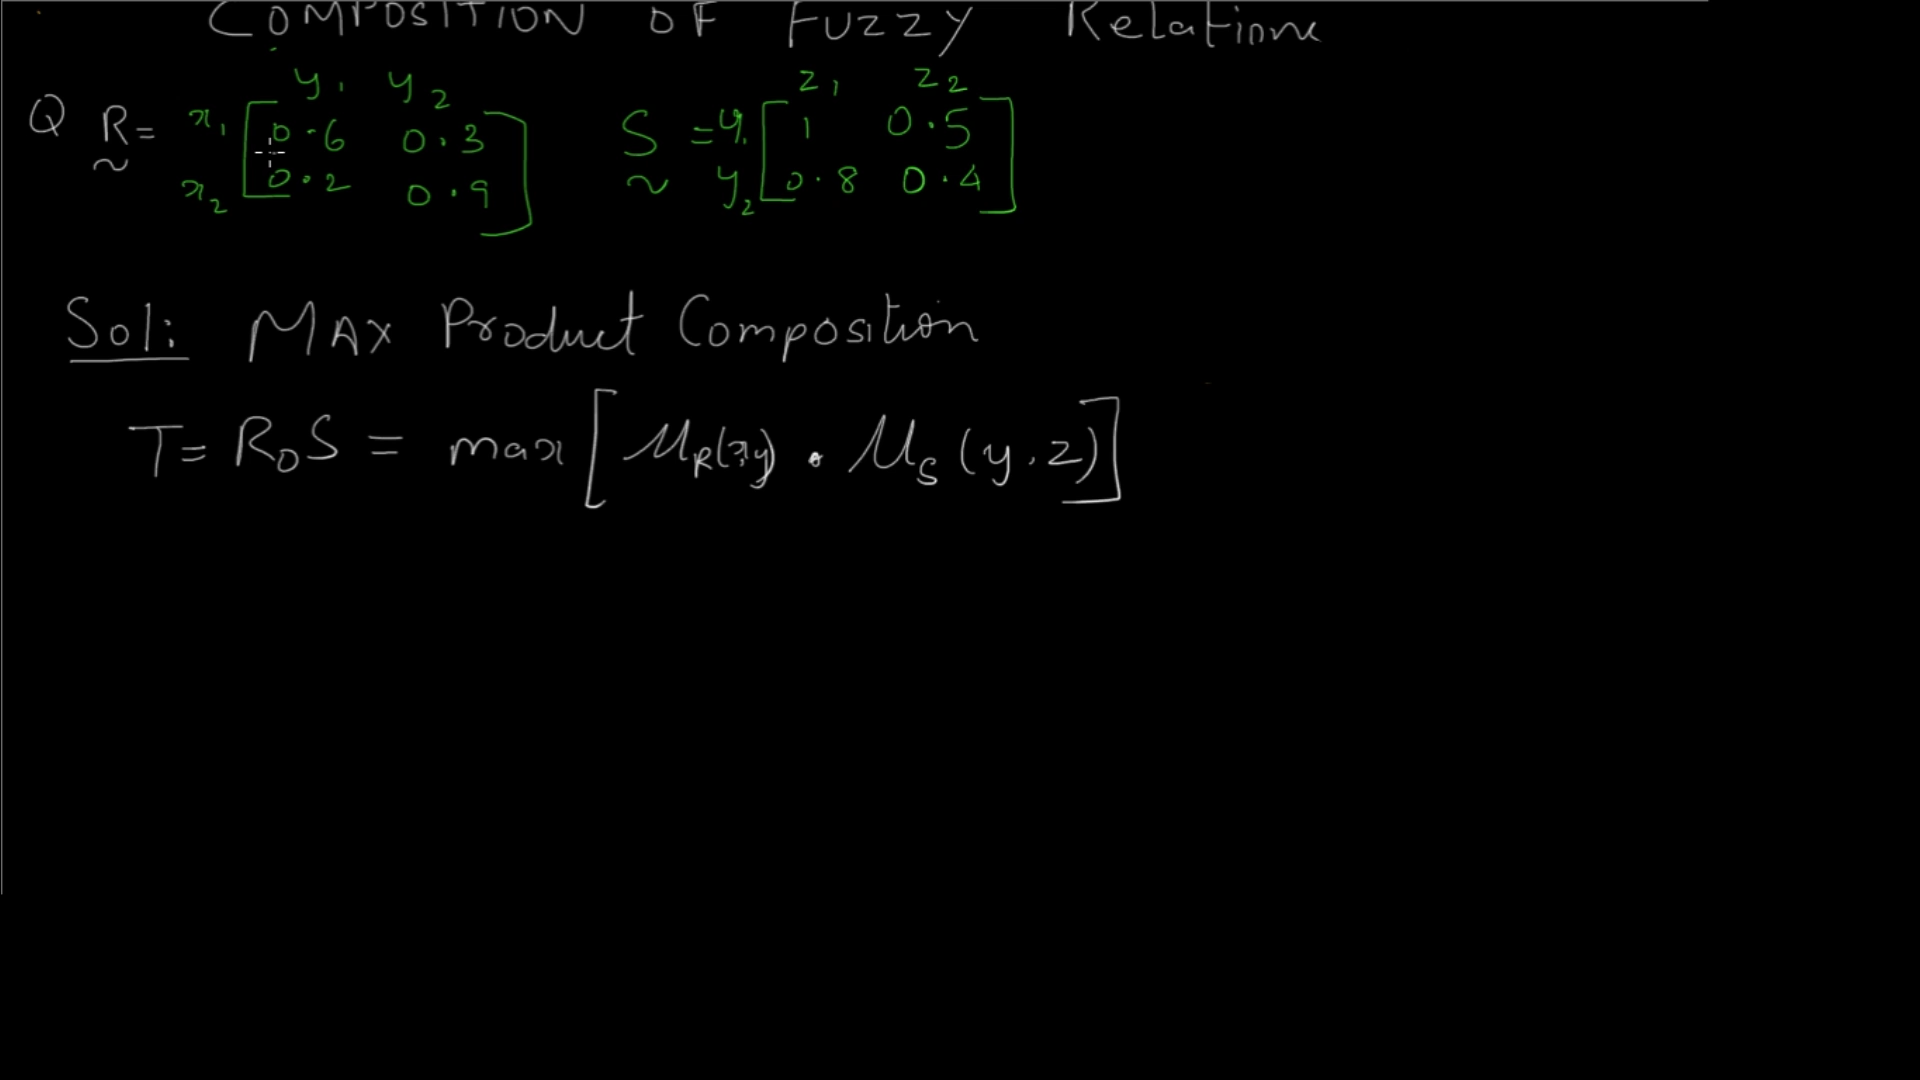 COMPOSITION OF FUZZY Relations
y1 y2 z1 z2
Q R = x1 [ 0.6 0.3 S = y1 [ 1 0.5 ]
~ x2 0.2 0.9 ] ~ y2 0.8 0.4
Sol: MAX Product Composition
T = R o S = max [ μR(x,y) • μS (y.z) ]